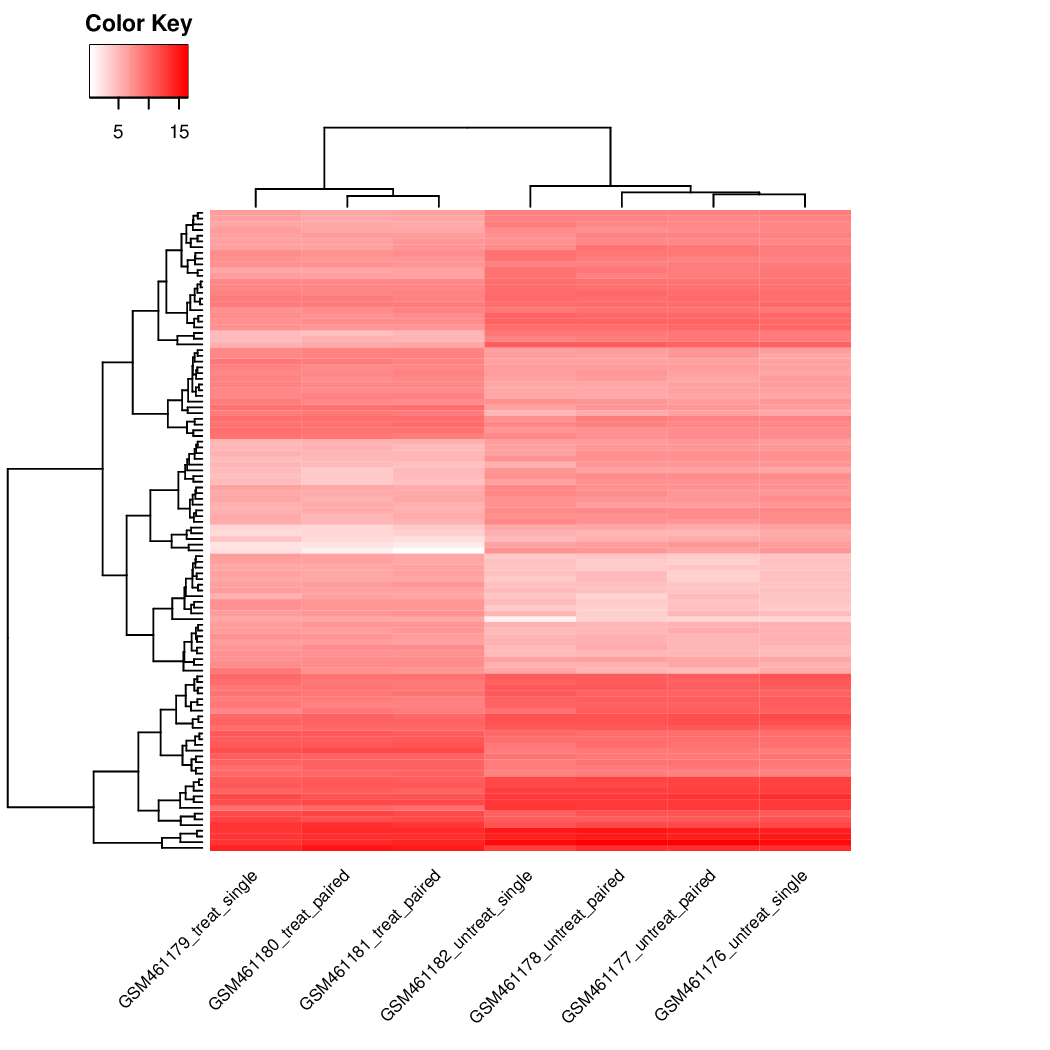 Color Key
5 15
GSM461179_treat_single
GSM461180_treat_paired
GSM461181_treat_paired
GSM461182_untreat_single
GSM461178_untreat_paired
GSM461177_untreat_paired
GSM461176_untreat_single